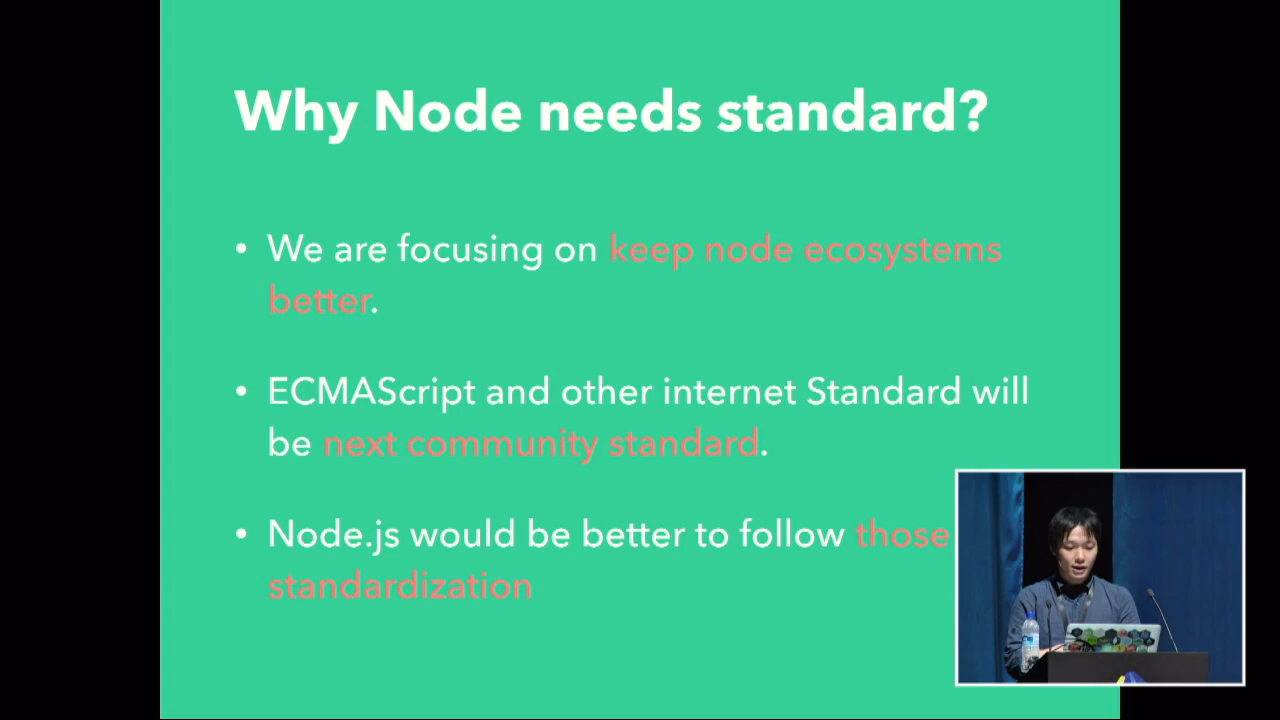 Why Node needs standard?
• We are focusing on keep node ecosystems
better.
• ECMAScript and other internet Standard will
be next community standard.
• Node.js would be better to follow those
standardization